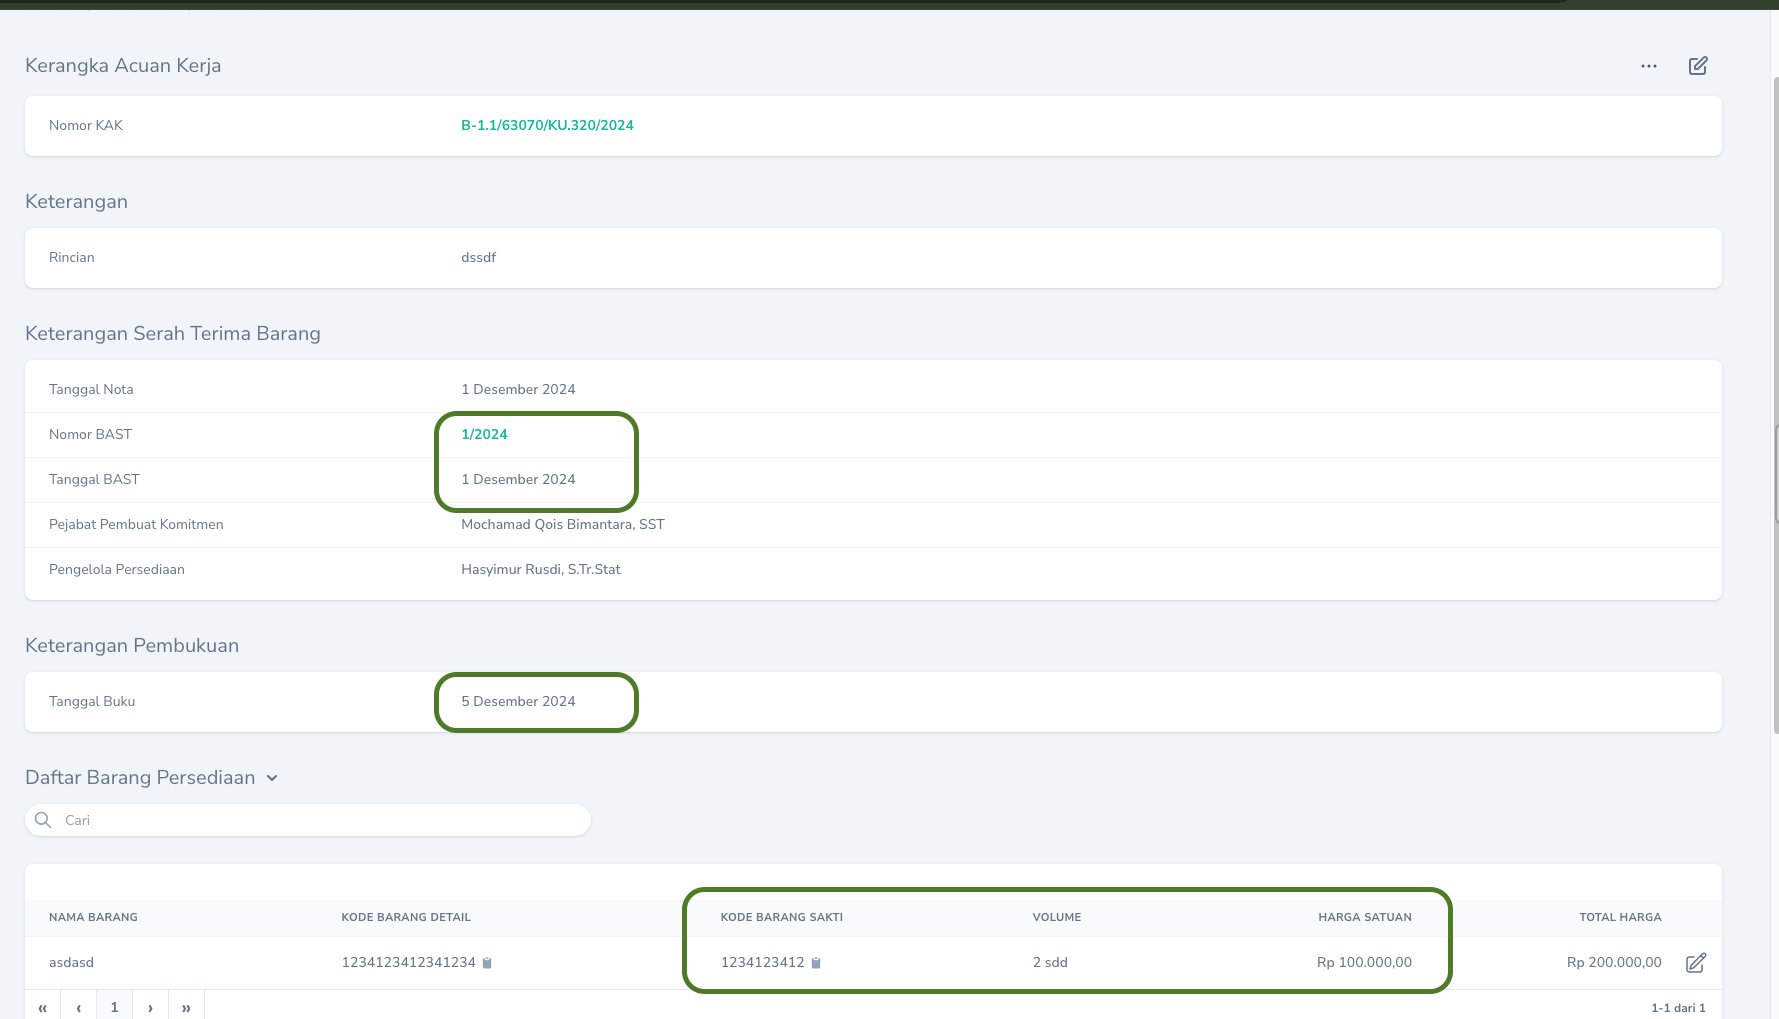 Kerangka Acuan Kerja
Nomor KAK B-1.1/63070/KU.320/2024
Keterangan
Rincian dssdf
Keterangan Serah Terima Barang
Tanggal Nota 1 Desember 2024
Nomor BAST 1/2024
Tanggal BAST 1 Desember 2024
Pejabat Pembuat Komitmen Mochamad Qois Bimantara, SST
Pengelola Persediaan Hasyimur Rusdi, S.Tr.Stat
Keterangan Pembukuan
Tanggal Buku 5 Desember 2024
Daftar Barang Persediaan
Cari
NAMA BARANG KODE BARANG DETAIL KODE BARANG SAKTI VOLUME HARGA SATUAN TOTAL HARGA
asdasd 1234123412341234 1234123412 2 sdd Rp 100.000,00 Rp 200.000,00
« ‹ 1 › » 1-1 dari 1